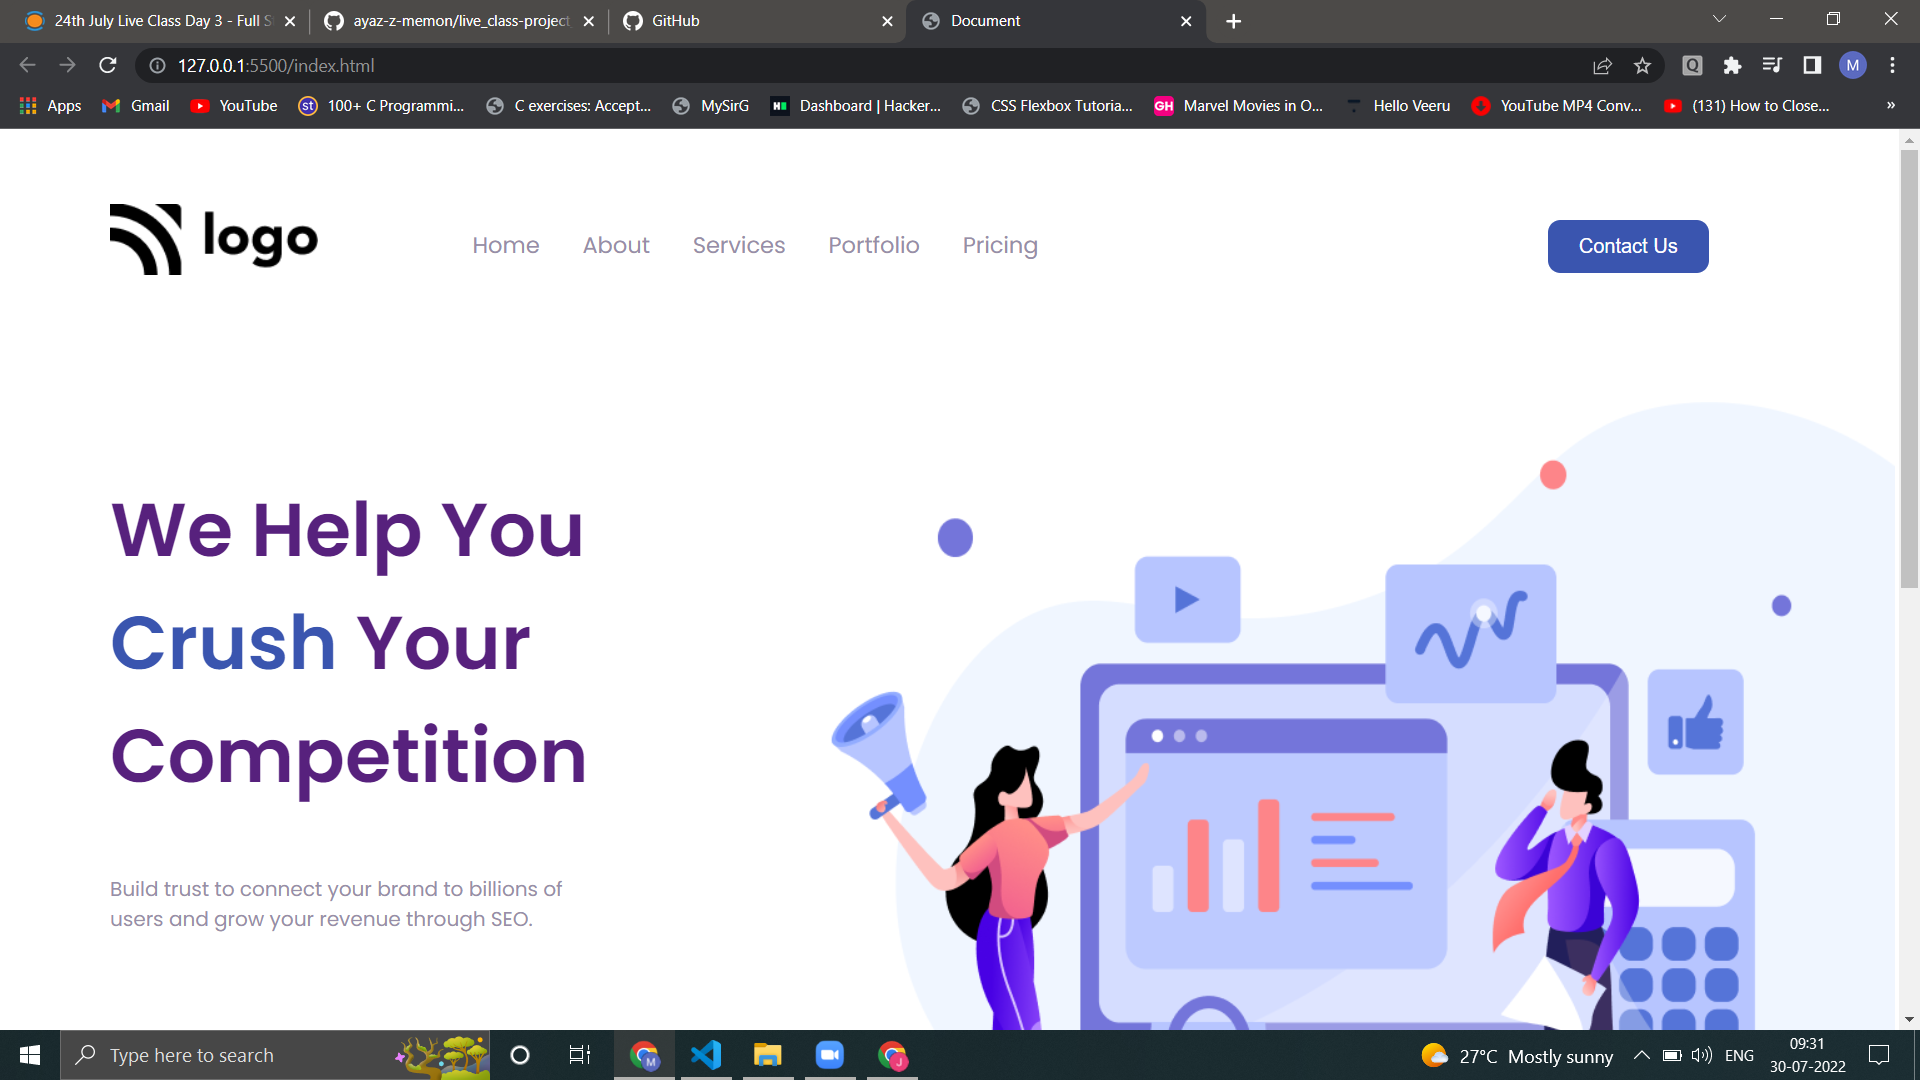 24th July Live Class Day 3 - Full S
ayaz-z-memon/live_class-project
GitHub
Document
127.0.0.1:5500/index.html
M
Apps
Gmail
YouTube
st
100+ C Programmi...
C exercises: Accept...
MySirG
H
Dashboard | Hacker...
CSS Flexbox Tutoria...
GH
Marvel Movies in O...
Hello Veeru
YouTube MP4 Conv...
(131) How to Close...
»
logo
Home
About
Services
Portfolio
Pricing
Contact Us
We Help You
Crush Your
Competition
Build trust to connect your brand to billions of
users and grow your revenue through SEO.
Type here to search
M
J
27°C Mostly sunny
ENG
09:31
30-07-2022